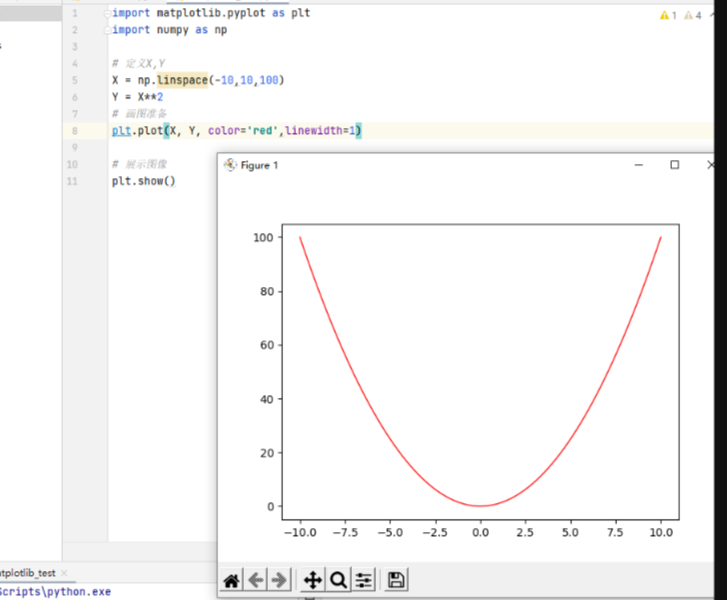 1 import matplotlib.pyplot as plt
2 import numpy as np
3
4 # 定义X,Y
5 X = np.linspace(-10,10,100)
6 Y = X**2
7 # 画图准备
8 plt.plot(X, Y, color='red',linewidth=1)
9
10 # 展示图像
11 plt.show()
1 4
Figure 1
100
80
60
40
20
0
−10.0 −7.5 −5.0 −2.5 0.0 2.5 5.0 7.5 10.0
tplotlib_test
Scripts\python.exe